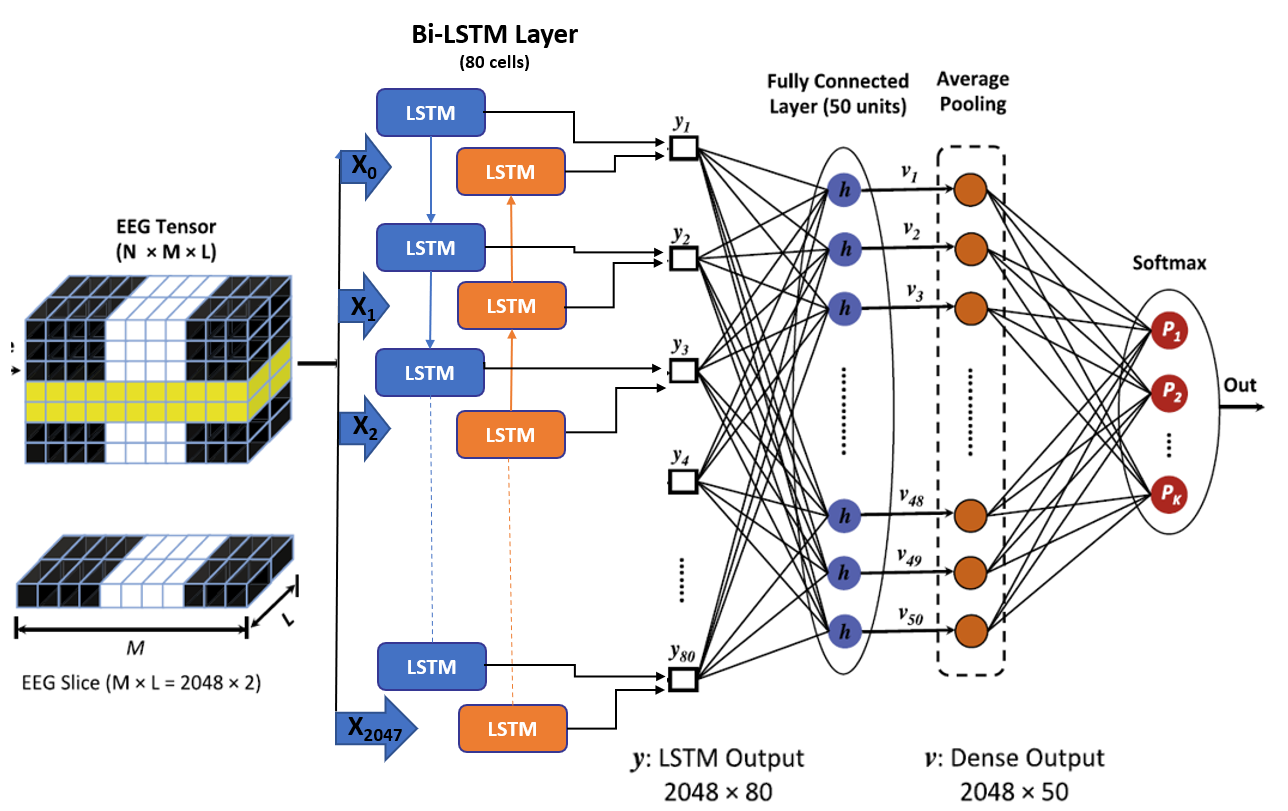 Bi-LSTM Layer
(80 cells)
Fully Connected
Layer (50 units)
Average
Pooling
EEG Tensor
(N × M × L)
Softmax
LSTM
LSTM
LSTM
LSTM
LSTM
LSTM
LSTM
LSTM
X0
X1
X2
X2047
y1
y2
y3
y4
y80
h
h
h
h
h
h
v1
v2
v3
v48
v49
v50
P1
P2
PK
Out
e
M
L
EEG Slice (M × L = 2048 × 2)
y: LSTM Output
2048 × 80
v: Dense Output
2048 × 50